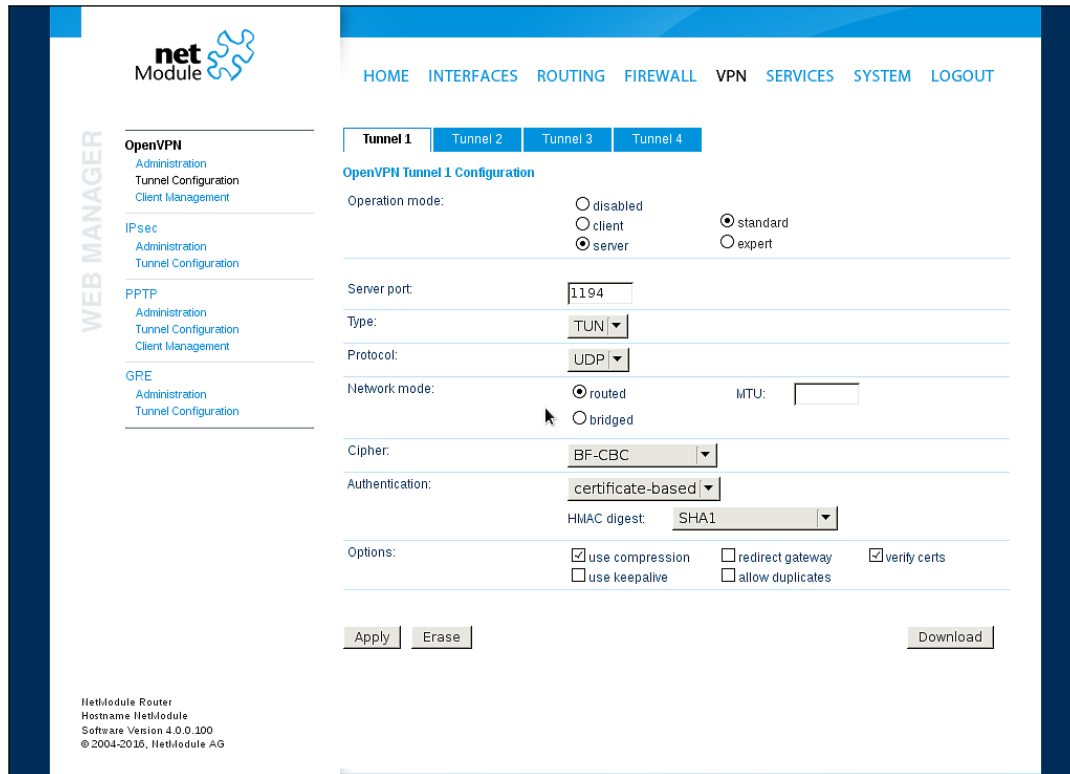 net
Module
HOME INTERFACES ROUTING FIREWALL VPN SERVICES SYSTEM LOGOUT
WEB MANAGER
OpenVPN
Administration
Tunnel Configuration
Client Management
IPsec
Administration
Tunnel Configuration
PPTP
Administration
Tunnel Configuration
Client Management
GRE
Administration
Tunnel Configuration
Tunnel 1 Tunnel 2 Tunnel 3 Tunnel 4
OpenVPN Tunnel 1 Configuration
Operation mode:
disabled
client
server
standard
expert
Server port: 1194
Type: TUN
Protocol: UDP
Network mode: routed MTU:
bridged
Cipher: BF-CBC
Authentication: certificate-based
HMAC digest: SHA1
Options: use compression redirect gateway verify certs
use keepalive allow duplicates
Apply Erase Download
NetModule Router
Hostname NetModule
Software Version 4.0.0.100
© 2004-2016, NetModule AG